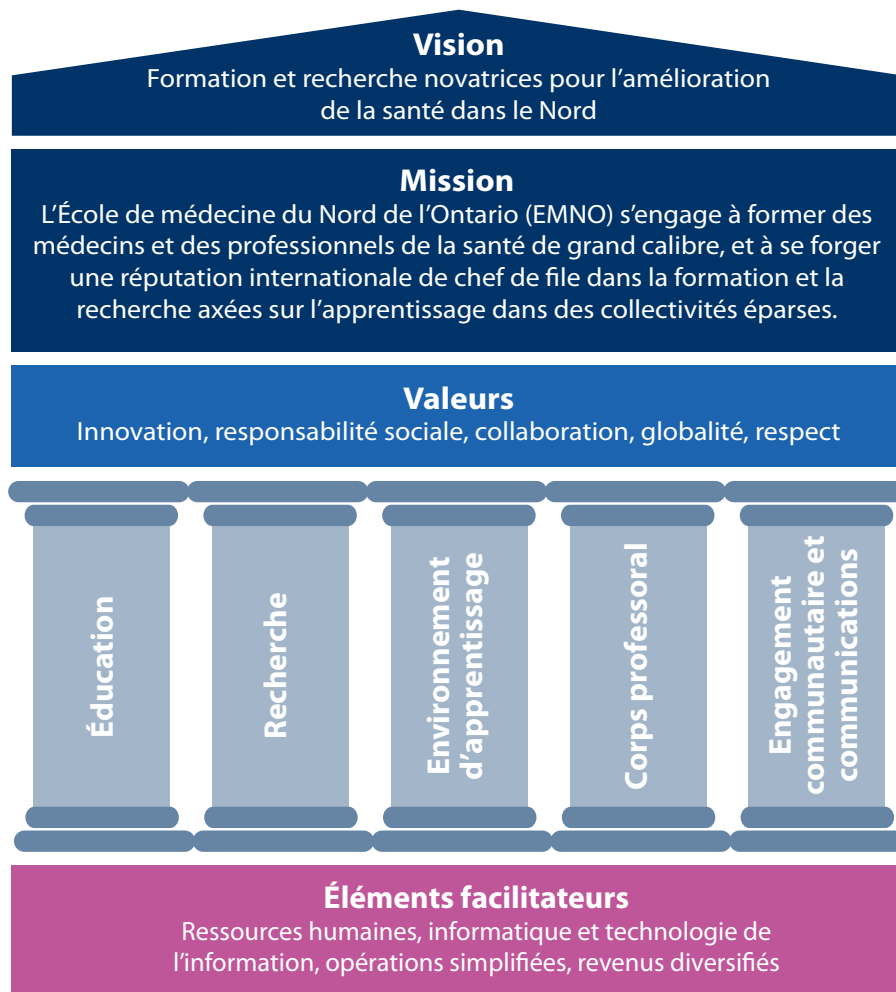 Vision
Formation et recherche novatrices pour l’amélioration
de la santé dans le Nord
Mission
L’École de médecine du Nord de l’Ontario (EMNO) s’engage à former des
médecins et des professionnels de la santé de grand calibre, et à se forger
une réputation internationale de chef de file dans la formation et la
recherche axées sur l’apprentissage dans des collectivités éparses.
Valeurs
Innovation, responsabilité sociale, collaboration, globalité, respect
Éducation
Recherche
Environnement
d’apprentissage
Corps professoral
Engagement
communautaire et
communications
Éléments facilitateurs
Ressources humaines, informatique et technologie de
l’information, opérations simplifiées, revenus diversifiés